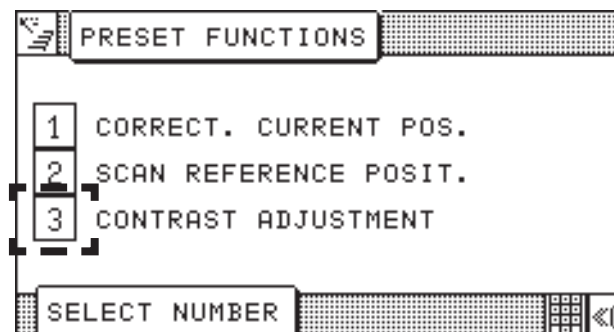 PRESET FUNCTIONS
1 CORRECT. CURRENT POS.
2 SCAN REFERENCE POSIT.
3 CONTRAST ADJUSTMENT
SELECT NUMBER